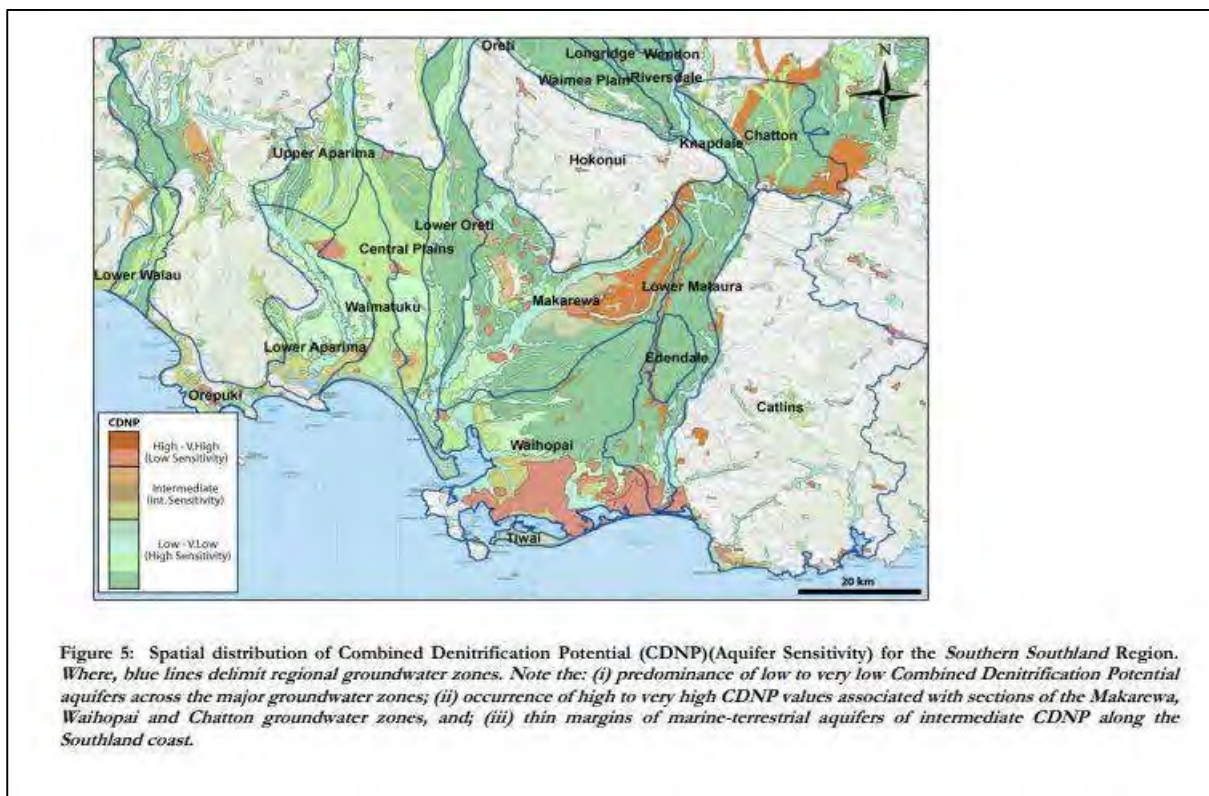 Oreti
Longridge
Wendon
N
Waimea Plain
Riversdale
Chatton
Knapdale
Upper Aparima
Hokonui
Lower Oreti
Central Plains
Lower Waiau
Makarewa
Lower Mataura
Waimatuku
Lower Aparima
Edendale
Orepuki
Catlins
CDNP
High - V.High
(Low Sensitivity)
Waihopai
Intermediate
(Int. Sensitivity)
Low - V.Low
(High Sensitivity)
Tiwai
20 km
Figure 5: Spatial distribution of Combined Denitrification Potential (CDNP)(Aquifer Sensitivity) for the Southern Southland Region.
Where, blue lines delimit regional groundwater zones. Note the: (i) predominance of low to very low Combined Denitrification Potential
aquifers across the major groundwater zones; (ii) occurrence of high to very high CDNP values associated with sections of the Makarewa,
Waihopai and Chatton groundwater zones, and; (iii) thin margins of marine-terrestrial aquifers of intermediate CDNP along the
Southland coast.